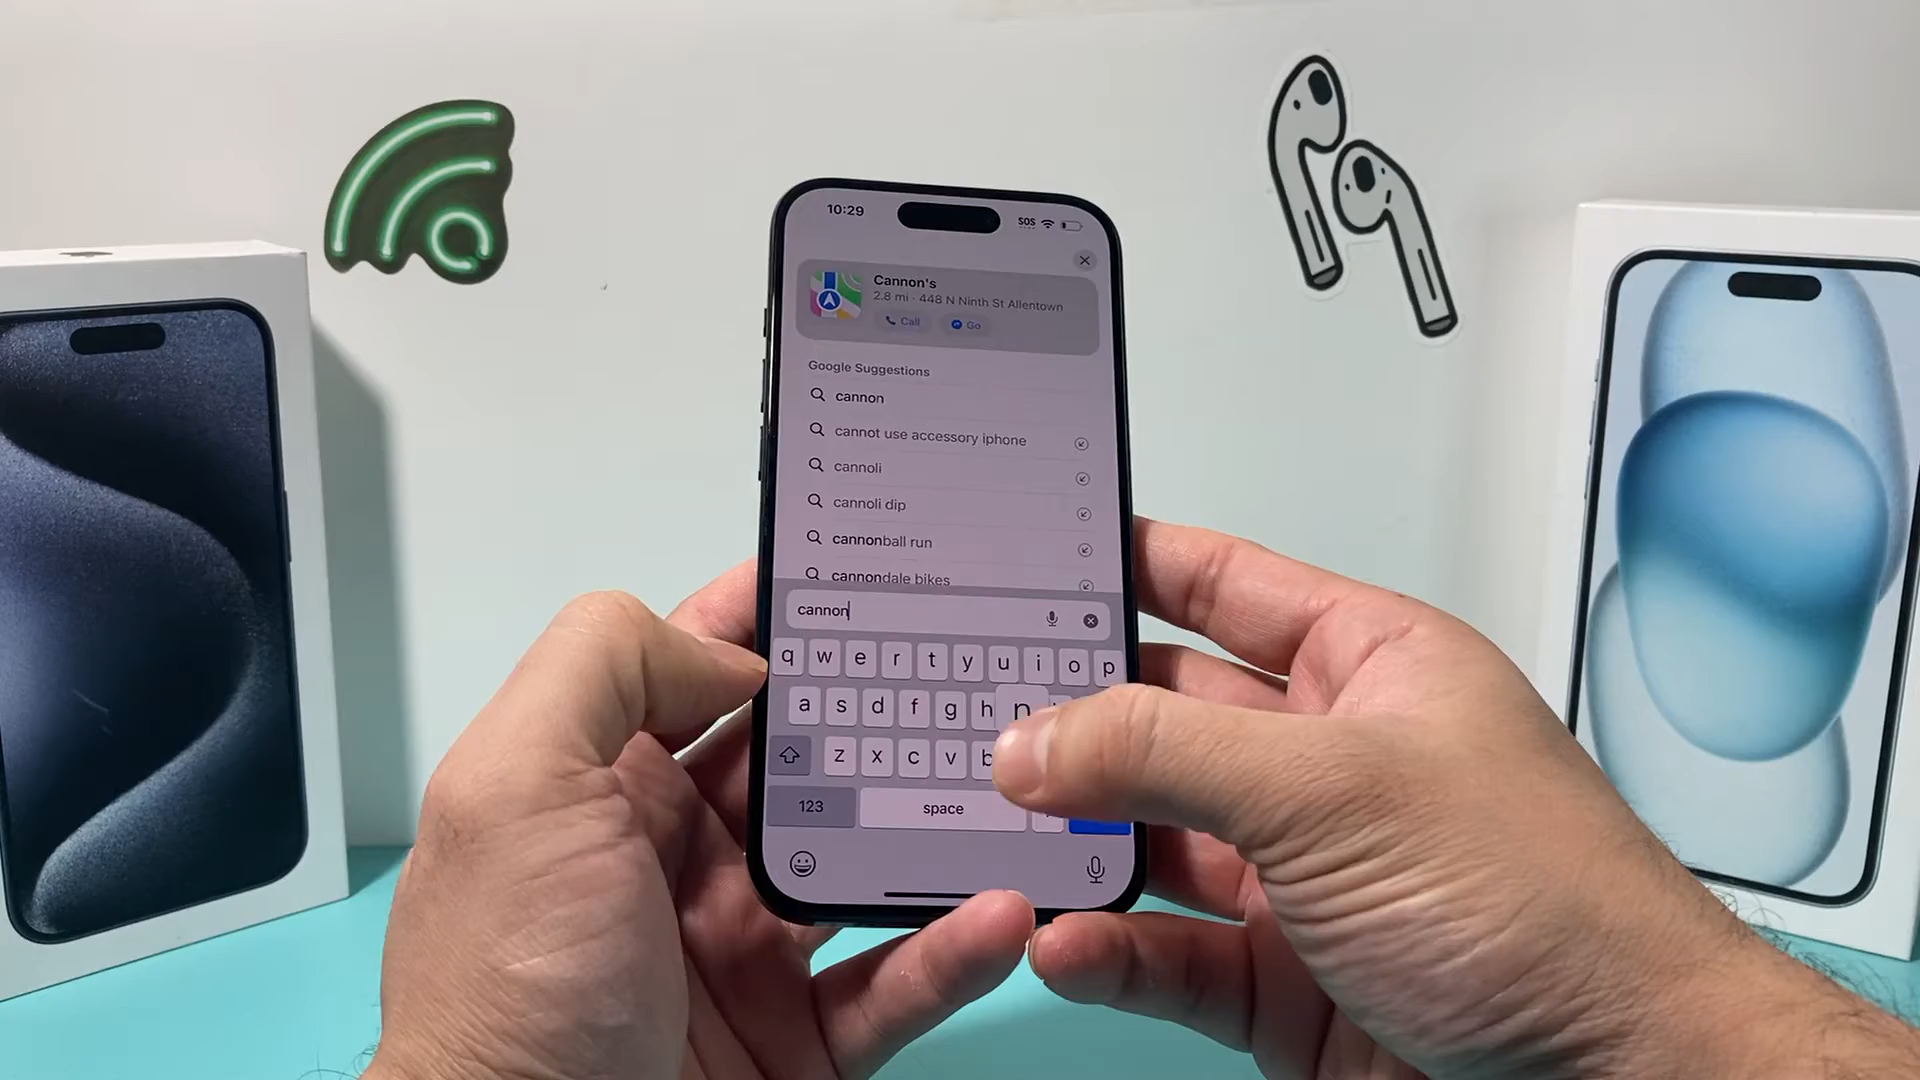 10:29
SOS
Cannon's
2.8 mi · 448 N Ninth St Allentown
Call Go
Google Suggestions
cannon
cannot use accessory iphone
cannoli
cannoli dip
cannonball run
cannondale bikes
cannon
q w e r t y u i o p
a s d f g h n
z x c v b
123 space